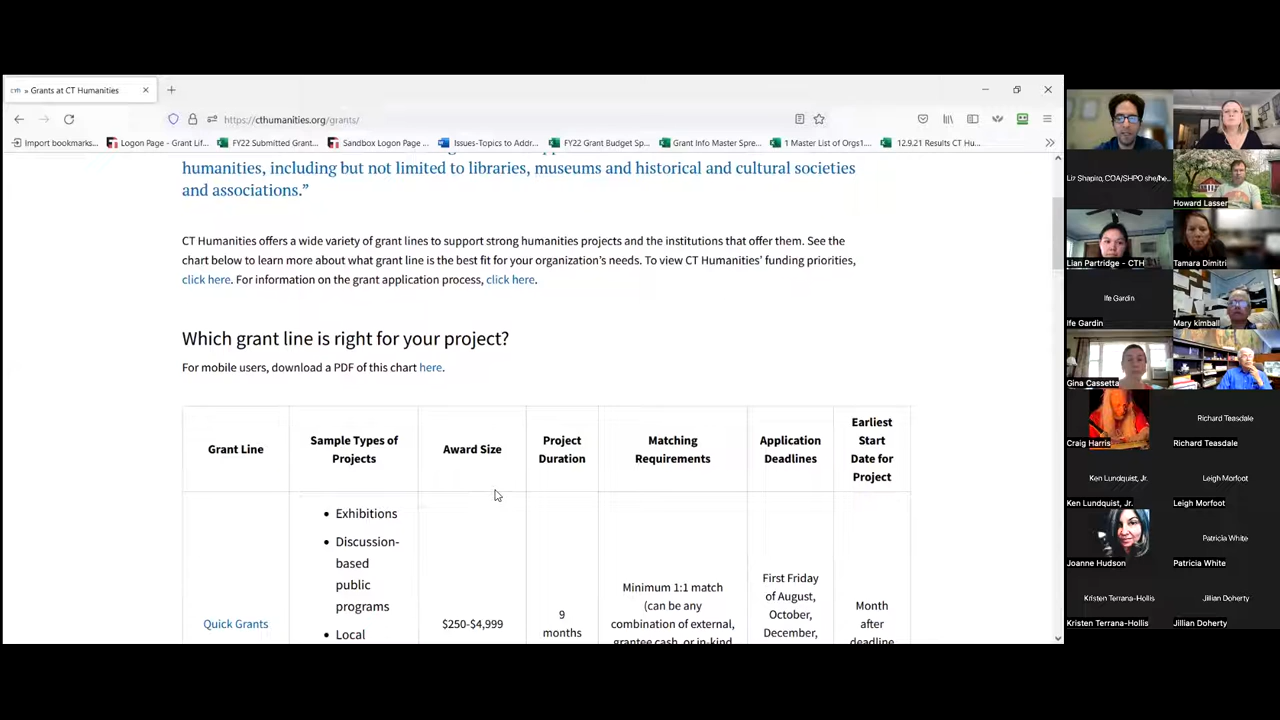 » Grants at CT Humanities
https://cthumanities.org/grants/
Import bookmarks...
Logon Page - Grant Lif...
FY22 Submitted Grant...
Sandbox Logon Page ...
Issues-Topics to Addr...
FY22 Grant Budget Sp...
Grant Info Master Spre...
1 Master List of Orgs1...
12.9.21 Results CT Hu...
humanities, including but not limited to libraries, museums and historical and cultural societies
and associations.”
CT Humanities offers a wide variety of grant lines to support strong humanities projects and the institutions that offer them. See the
chart below to learn more about what grant line is the best fit for your organization’s needs. To view CT Humanities’ funding priorities,
click here. For information on the grant application process, click here.
Which grant line is right for your project?
For mobile users, download a PDF of this chart here.
Grant Line
Sample Types of
Projects
Award Size
Project
Duration
Matching
Requirements
Application
Deadlines
Earliest
Start
Date for
Project
Quick Grants
Exhibitions
Discussion-
based
public
programs
Local
$250-$4,999
9
months
Minimum 1:1 match
(can be any
combination of external,
grantee cash, or in-kind
First Friday
of August,
October,
December,
Month
after
deadline
Liz Shapiro, COA/SHPO she/he...
Howard Lasser
Lian Partridge - CTH
Tamara Dimitri
Ife Gardin
Ife Gardin
Mary kimball
Gina Cassetta
Craig Harris
Richard Teasdale
Richard Teasdale
Ken Lundquist, Jr.
Ken Lundquist, Jr.
Leigh Morfoot
Leigh Morfoot
Joanne Hudson
Patricia White
Patricia White
Kristen Terrana-Hollis
Kristen Terrana-Hollis
Jillian Doherty
Jillian Doherty